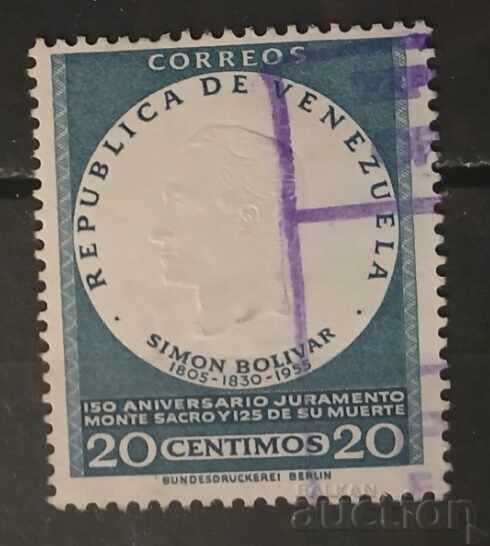 CORREOS
· REPUBLICA DE VENEZUELA ·
SIMON BOLIVAR
1805-1830-1955
150 ANIVERSARIO JURAMENTO
MONTE SACRO Y 125 DE SU MUERTE
20 CENTIMOS 20
BUNDESDRUCKEREI BERLIN
BALKAN
auction